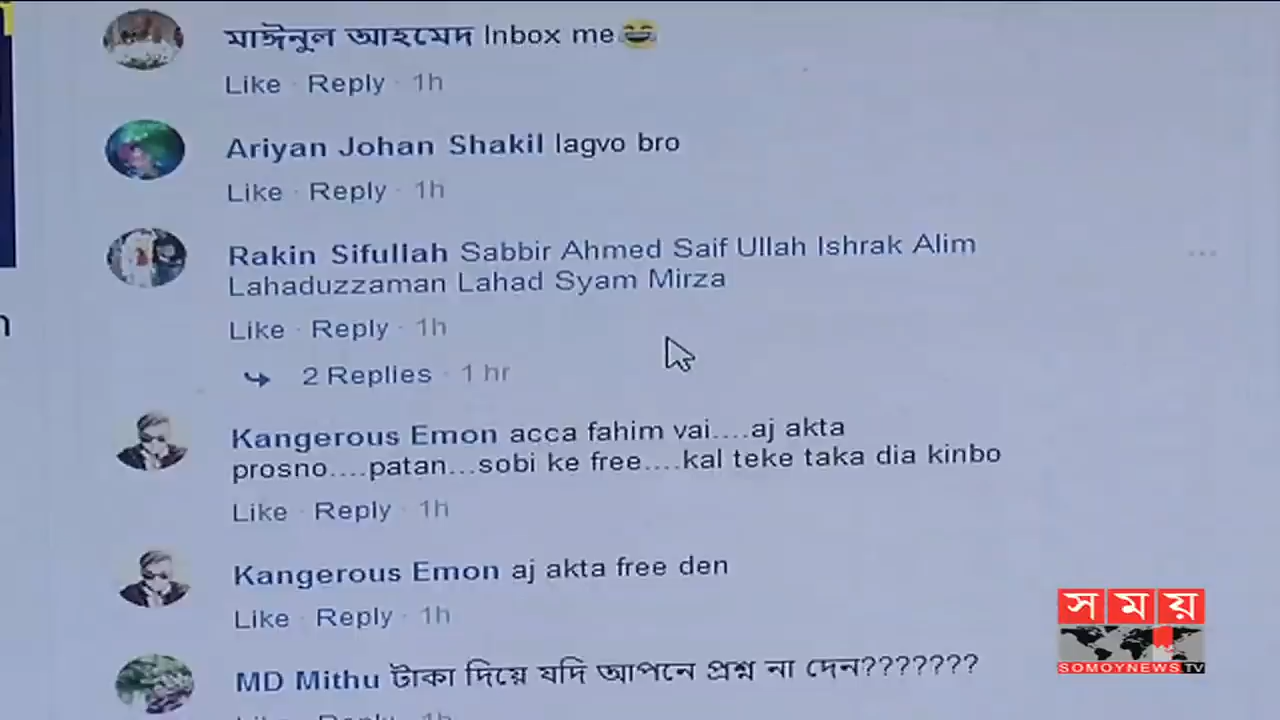 মাঈনুল আহমেদ Inbox me😂
Like · Reply · 1h
Ariyan Johan Shakil lagvo bro
Like · Reply · 1h
Rakin Sifullah Sabbir Ahmed Saif Ullah Ishrak Alim
Lahaduzzaman Lahad Syam Mirza
Like · Reply · 1h
2 Replies · 1 hr
Kangerous Emon acca fahim vai....aj akta
prosno....patan...sobi ke free....kal teke taka dia kinbo
Like · Reply · 1h
Kangerous Emon aj akta free den
Like · Reply · 1h
MD Mithu টাকা দিয়ে যদি আপনে প্রশ্ন না দেন???????
Like · Reply · 1h
সময়
SOMOYNEWS TV